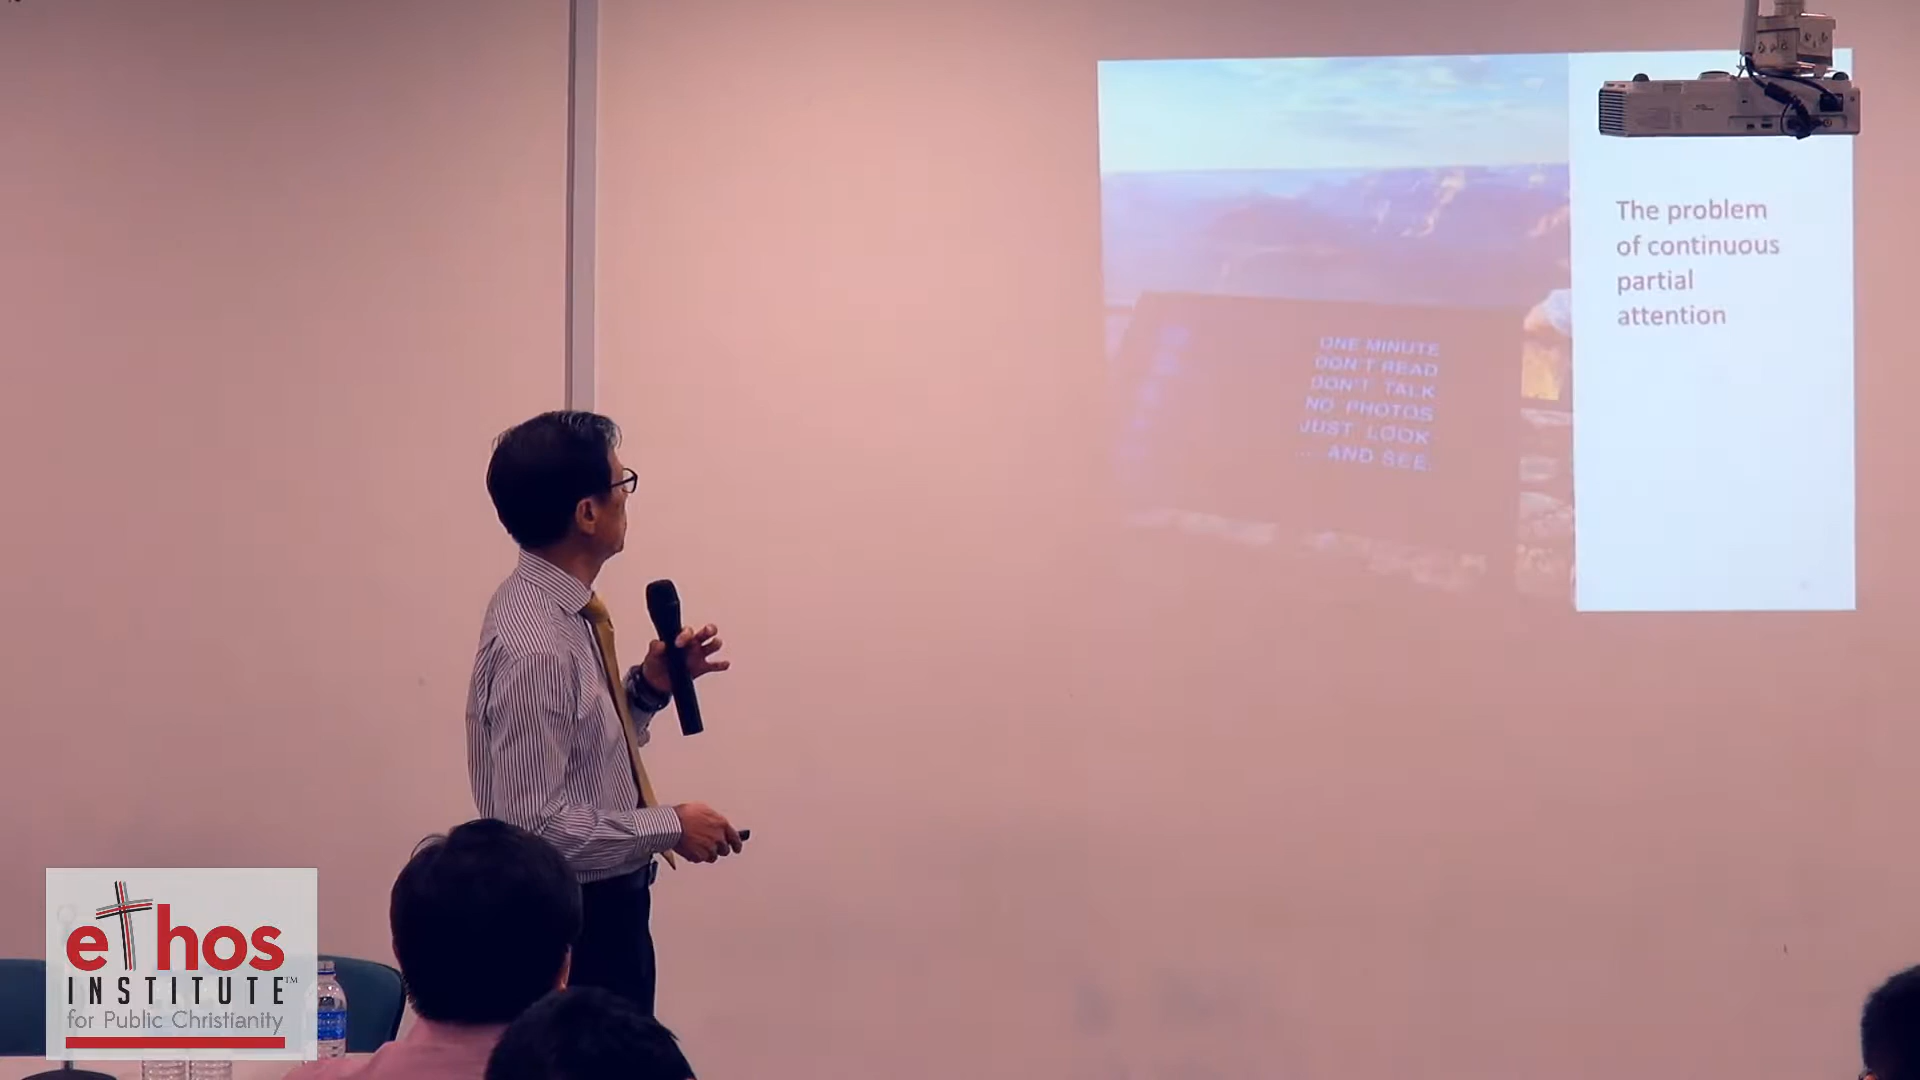 The problem
of continuous
partial
attention
ONE MINUTE
DON'T READ
DON'T TALK
NO PHOTOS
JUST LOOK
... AND SEE.
ethos
INSTITUTE™
for Public Christianity